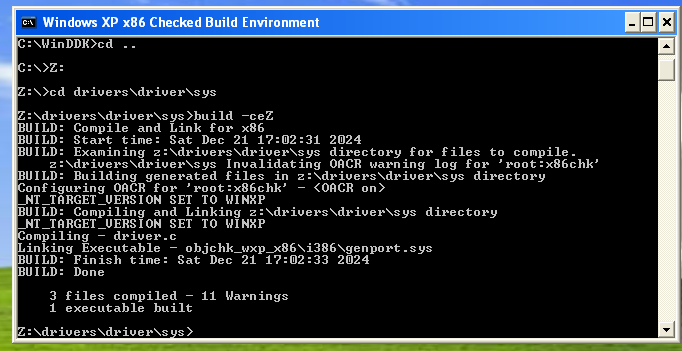 Windows XP x86 Checked Build Environment
C:\WinDDK>cd ..
C:\>Z:
Z:\>cd drivers\driver\sys
Z:\drivers\driver\sys>build -ceZ
BUILD: Compile and Link for x86
BUILD: Start time: Sat Dec 21 17:02:31 2024
BUILD: Examining z:\drivers\driver\sys directory for files to compile.
    z:\drivers\driver\sys Invalidating OACR warning log for 'root:x86chk'
BUILD: Building generated files in z:\drivers\driver\sys directory
Configuring OACR for 'root:x86chk' - <OACR on>
_NT_TARGET_VERSION SET TO WINXP
BUILD: Compiling and Linking z:\drivers\driver\sys directory
_NT_TARGET_VERSION SET TO WINXP
Compiling - driver.c
Linking Executable - objchk_wxp_x86\i386\genport.sys
BUILD: Finish time: Sat Dec 21 17:02:33 2024
BUILD: Done
    3 files compiled - 11 Warnings
    1 executable built
Z:\drivers\driver\sys>